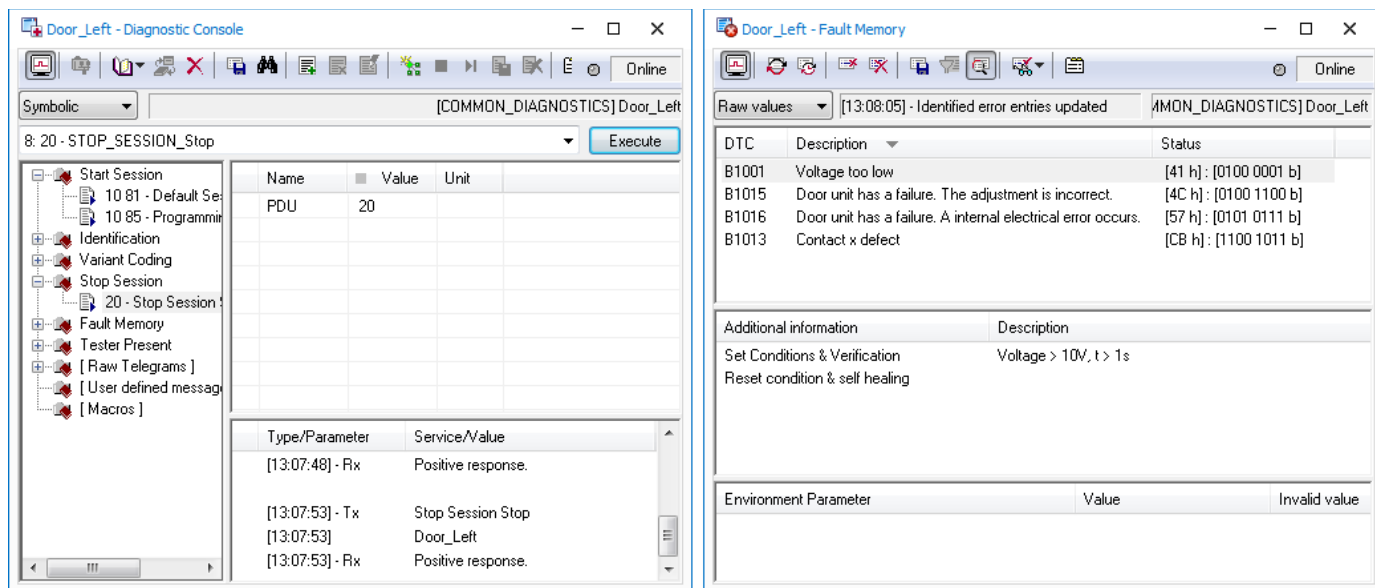 Door_Left - Diagnostic Console
Online
Symbolic
[COMMON_DIAGNOSTICS] Door_Left
8: 20 - STOP_SESSION_Stop
Execute
Start Session
10 81 - Default Se
10 85 - Programmin
Identification
Variant Coding
Stop Session
20 - Stop Session S
Fault Memory
Tester Present
[ Raw Telegrams ]
[ User defined message
[ Macros ]
Name Value Unit
PDU 20
Type/Parameter Service/Value
[13:07:48] - Rx Positive response.
[13:07:53] - Tx Stop Session Stop
[13:07:53] Door_Left
[13:07:53] - Rx Positive response.
Door_Left - Fault Memory
Online
Raw values [13:08:05] - Identified error entries updated MMON_DIAGNOSTICS] Door_Left
DTC Description Status
B1001 Voltage too low [41 h] : [0100 0001 b]
B1015 Door unit has a failure. The adjustment is incorrect. [4C h] : [0100 1100 b]
B1016 Door unit has a failure. A internal electrical error occurs. [57 h] : [0101 0111 b]
B1013 Contact x defect [CB h] : [1100 1011 b]
Additional information Description
Set Conditions & Verification Voltage > 10V, t > 1s
Reset condition & self healing
Environment Parameter Value Invalid value